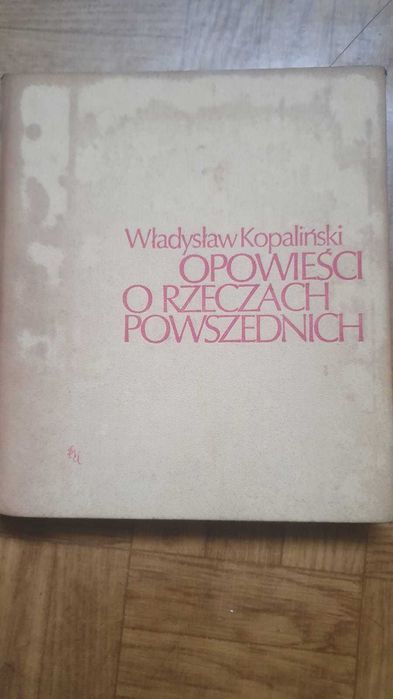 Władysław Kopaliński
OPOWIEŚCI
O RZECZACH
POWSZEDNICH